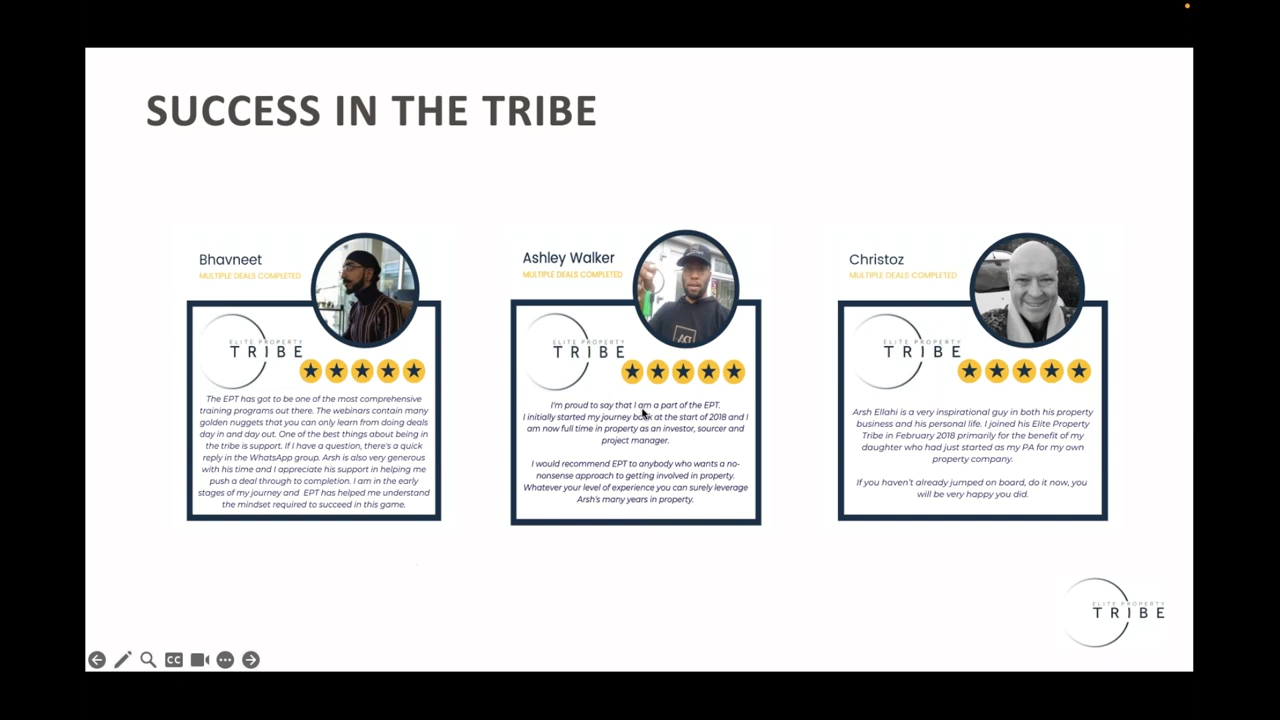 SUCCESS IN THE TRIBE
Bhavneet
MULTIPLE DEALS COMPLETED
ELITE PROPERTY
TRIBE
The EPT has got to be one of the most comprehensive
training programs out there. The webinars contain many
golden nuggets that you can only learn from doing deals
day in and day out. One of the best things about being in
the tribe is support. If I have a question, there's a quick
reply in the WhatsApp group. Arsh is also very generous
with his time and I appreciate his support in helping me
push a deal through to completion. I am in the early
stages of my journey and EPT has helped me understand
the mindset required to succeed in this game.
Ashley Walker
MULTIPLE DEALS COMPLETED
ELITE PROPERTY
TRIBE
I'm proud to say that I am a part of the EPT.
I initially started my journey back at the start of 2018 and I
am now full time in property as an investor, sourcer and
project manager.
I would recommend EPT to anybody who wants a no-
nonsense approach to getting involved in property.
Whatever your level of experience you can surely leverage
Arsh's many years in property.
Christoz
MULTIPLE DEALS COMPLETED
ELITE PROPERTY
TRIBE
Arsh Ellahi is a very inspirational guy in both his property
business and his personal life. I joined his Elite Property
Tribe in February 2018 primarily for the benefit of my
daughter who had just started as my PA for my own
property company.
If you haven't already jumped on board, do it now, you
will be very happy you did.
ELITE PROPERTY
TRIBE
CC